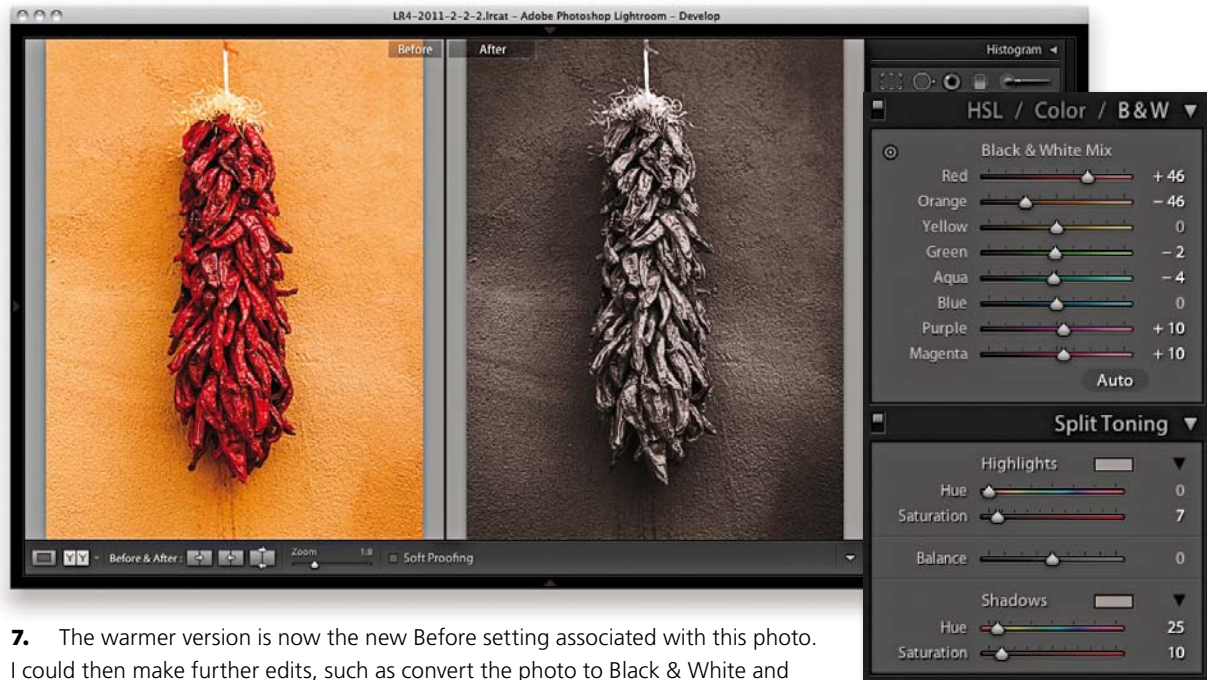 LR4-2011-2-2-2.lrcat - Adobe Photoshop Lightroom - Develop
Before After
Histogram
HSL / Color / B&W
Black & White Mix
Red + 46
Orange - 46
Yellow 0
Green - 2
Aqua - 4
Blue 0
Purple + 10
Magenta + 10
Auto
Split Toning
Highlights
Hue 0
Saturation 7
Balance 0
Shadows
Hue 25
Saturation 10
YY Before & After : Zoom 1:8 Soft Proofing
7. The warmer version is now the new Before setting associated with this photo.
I could then make further edits, such as convert the photo to Black & White and